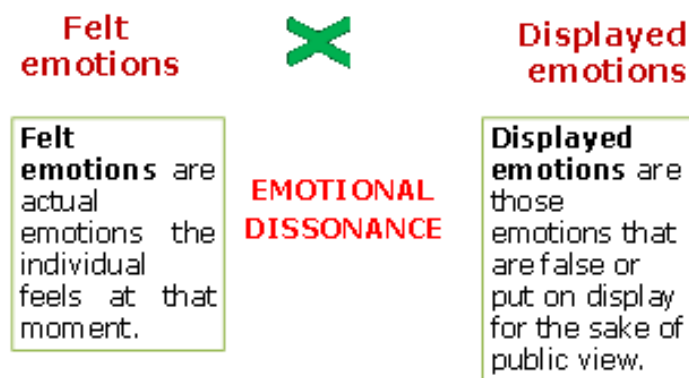 Felt
emotions
Displayed
emotions
Felt
emotions are
actual
emotions the
individual
feels at that
moment.
EMOTIONAL
DISSONANCE
Displayed
emotions are
those
emotions that
are false or
put on display
for the sake of
public view.